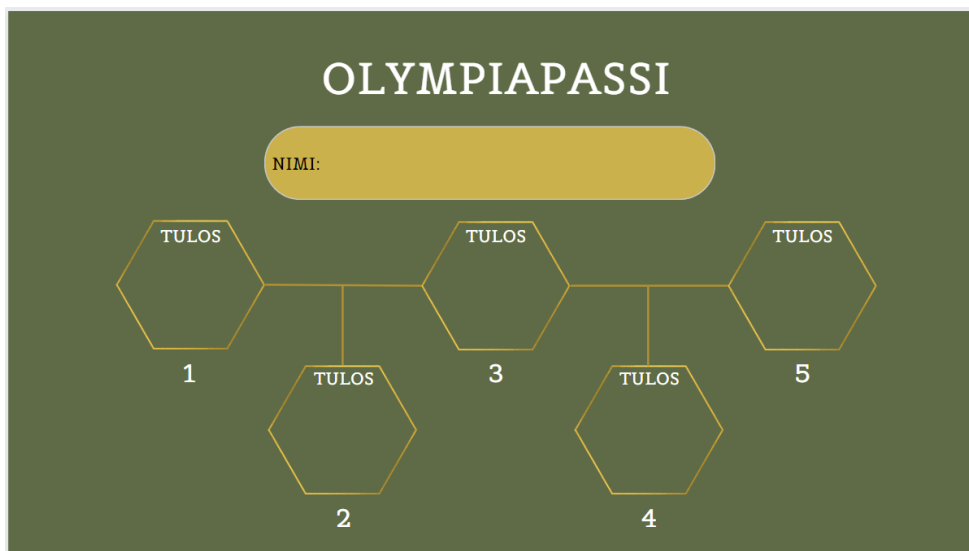 OLYMPIAPASSI
NIMI:
TULOS
TULOS
TULOS
1
3
5
TULOS
TULOS
2
4